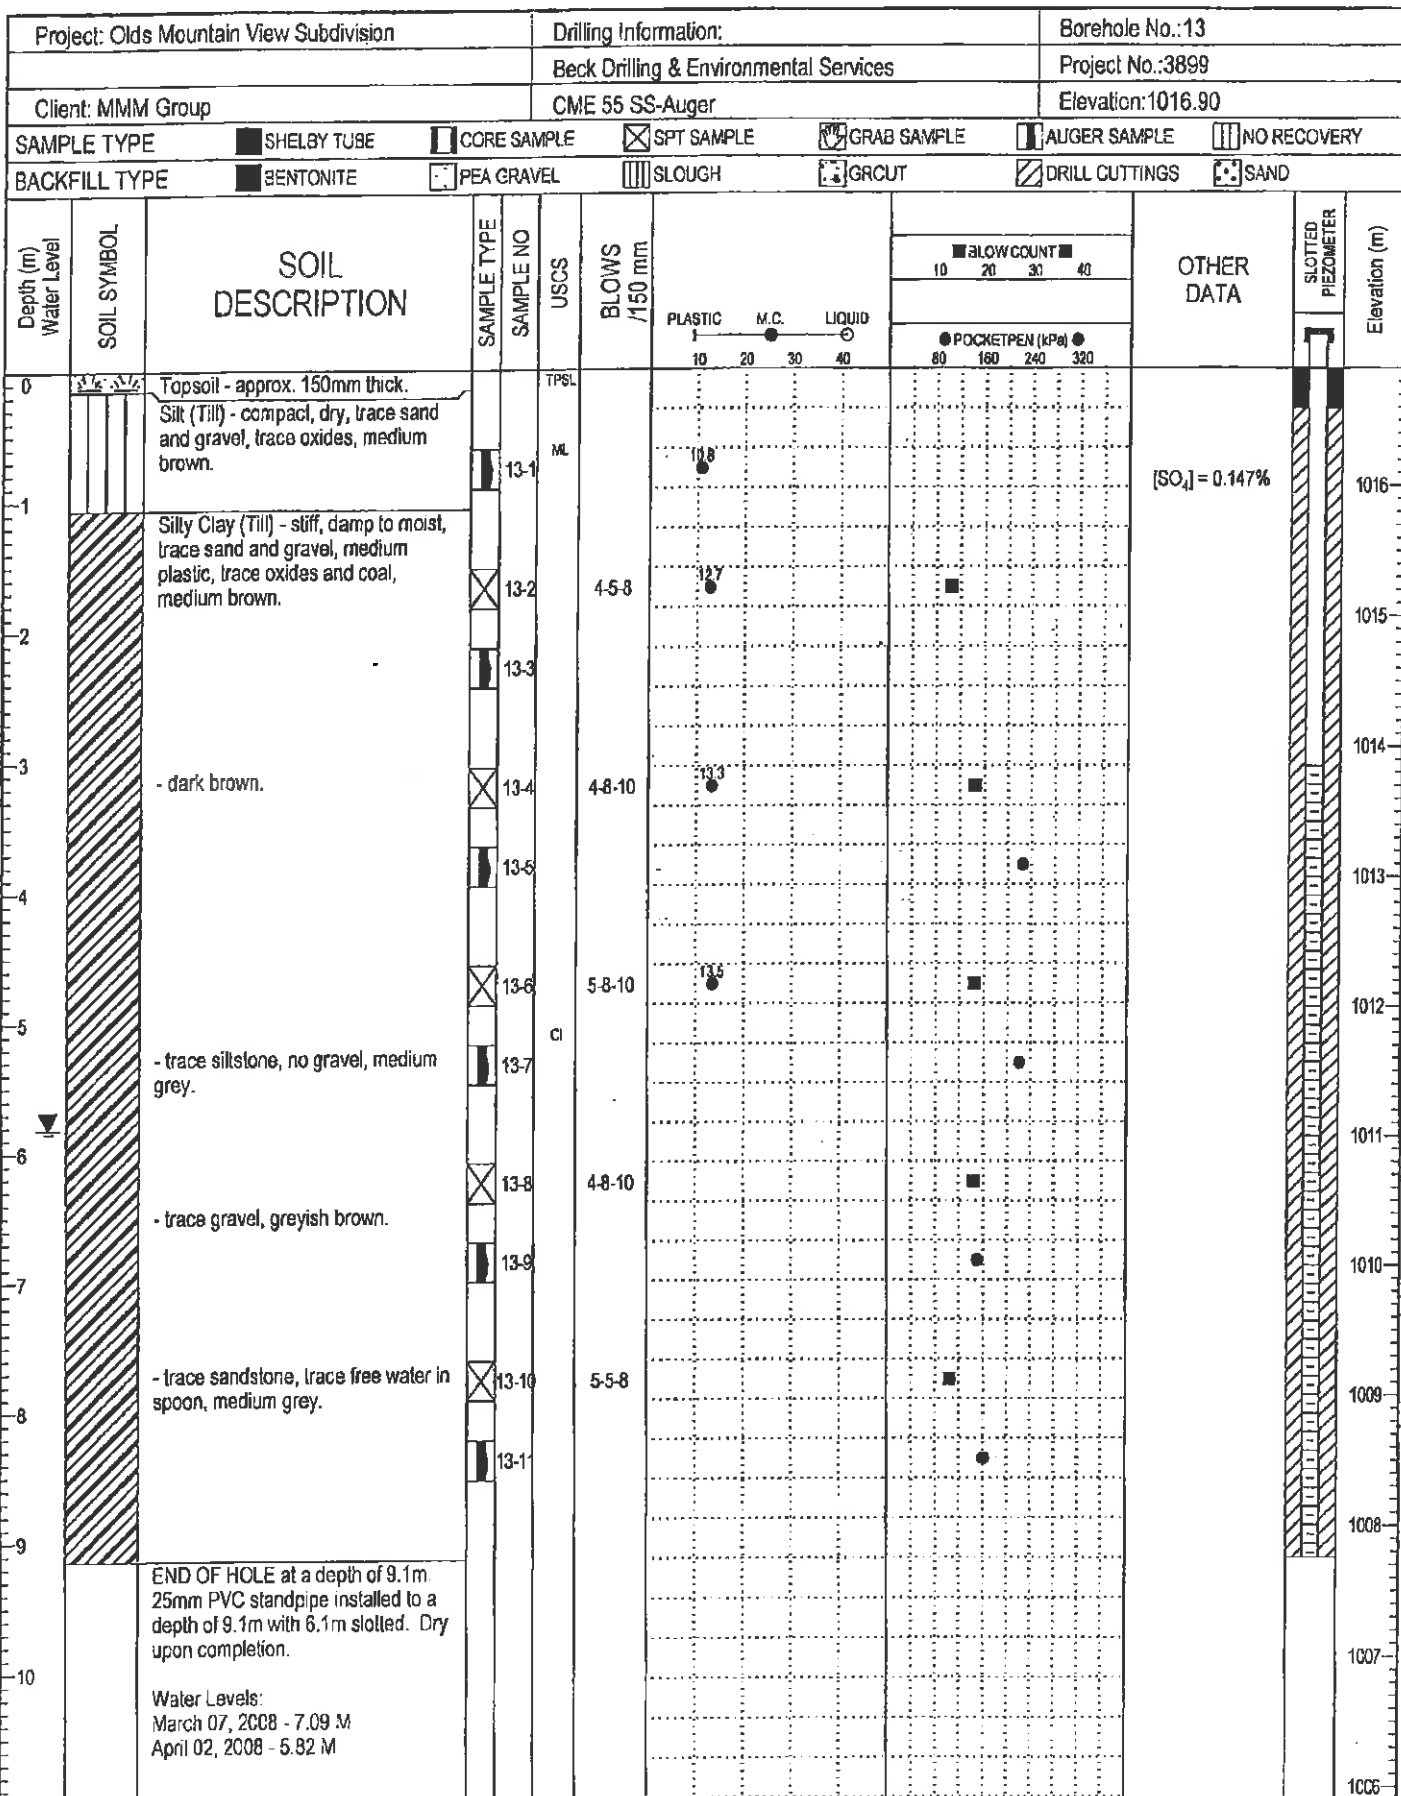 Project: Olds Mountain View Subdivision
Drilling Information:
Borehole No.:13
Beck Drilling & Environmental Services
Project No.:3899
Client: MMM Group
CME 55 SS-Auger
Elevation:1016.90
SAMPLE TYPE
SHELBY TUBE
CORE SAMPLE
SPT SAMPLE
GRAB SAMPLE
AUGER SAMPLE
NO RECOVERY
BACKFILL TYPE
BENTONITE
PEA GRAVEL
SLOUGH
GROUT
DRILL CUTTINGS
SAND
Depth (m)
Water Level
SOIL SYMBOL
SOIL
DESCRIPTION
SAMPLE TYPE
SAMPLE NO
USCS
BLOWS
/150 mm
PLASTIC M.C. LIQUID
10 20 30 40
BLOW COUNT
10 20 30 40
POCKETPEN (kPa)
80 160 240 320
OTHER
DATA
SLOTTED
PIEZOMETER
Elevation (m)
0
Topsoil - approx. 150mm thick.
TPSL
Silt (Till) - compact, dry, trace sand
and gravel, trace oxides, medium
brown.
13-1
ML
10.8
[SO₄] = 0.147%
1016
1
Silty Clay (Till) - stiff, damp to moist,
trace sand and gravel, medium
plastic, trace oxides and coal,
medium brown.
13-2
4-5-8
12.7
1015
2
13-3
1014
3
- dark brown.
13-4
4-8-10
13.3
13-5
1013
4
13-6
5-8-10
13.5
1012
5
CI
- trace siltstone, no gravel, medium
grey.
13-7
1011
6
13-8
4-8-10
- trace gravel, greyish brown.
13-9
1010
7
- trace sandstone, trace free water in
spoon, medium grey.
13-10
5-5-8
1009
8
13-11
1008
9
END OF HOLE at a depth of 9.1m.
25mm PVC standpipe installed to a
depth of 9.1m with 6.1m slotted. Dry
upon completion.
1007
10
Water Levels:
March 07, 2008 - 7.09 M
April 02, 2008 - 5.82 M
1006